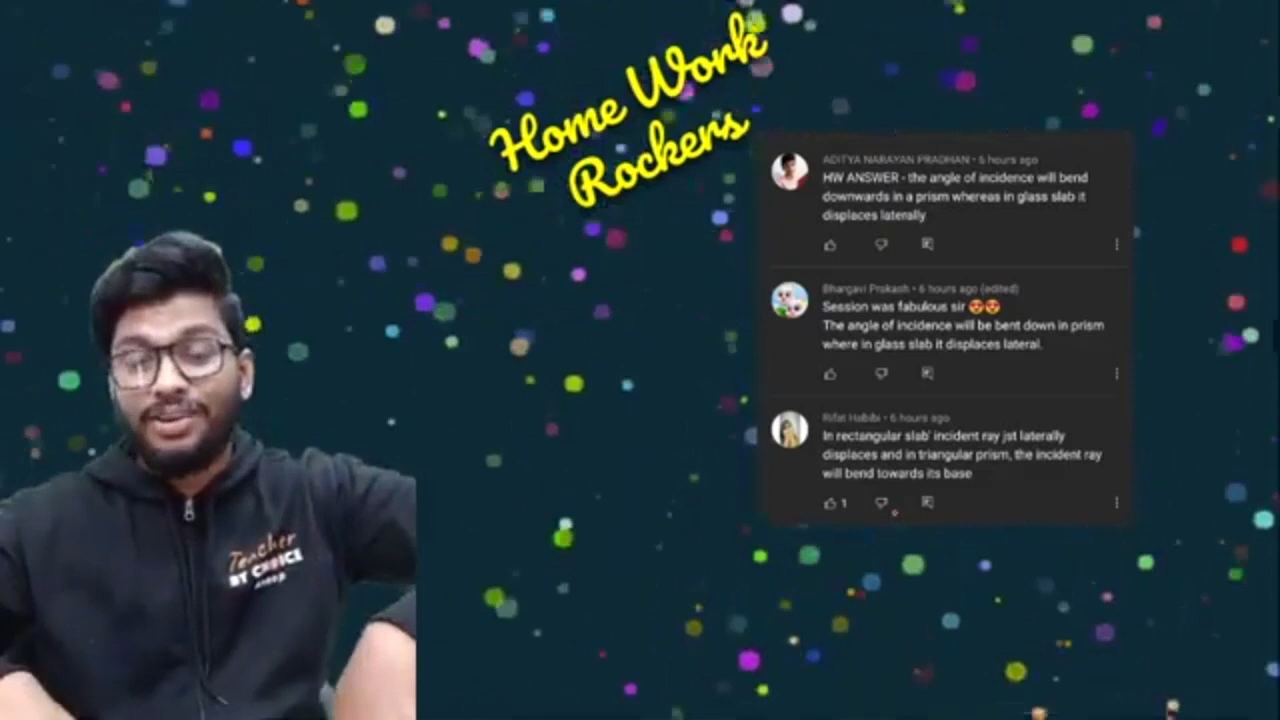 Home Work
Rockers
ADITYA NARAYAN PRADHAN • 6 hours ago
HW ANSWER - the angle of incidence will bend
downwards in a prism whereas in glass slab it
displaces laterally
Bhargavi Prakash • 6 hours ago (edited)
Session was fabulous sir 😍😍
The angle of incidence will be bent down in prism
where in glass slab it displaces lateral.
Rifat Habibi • 6 hours ago
In rectangular slab' incident ray jst laterally
displaces and in triangular prism, the incident ray
will bend towards its base
1
Teacher
BY CHOICE